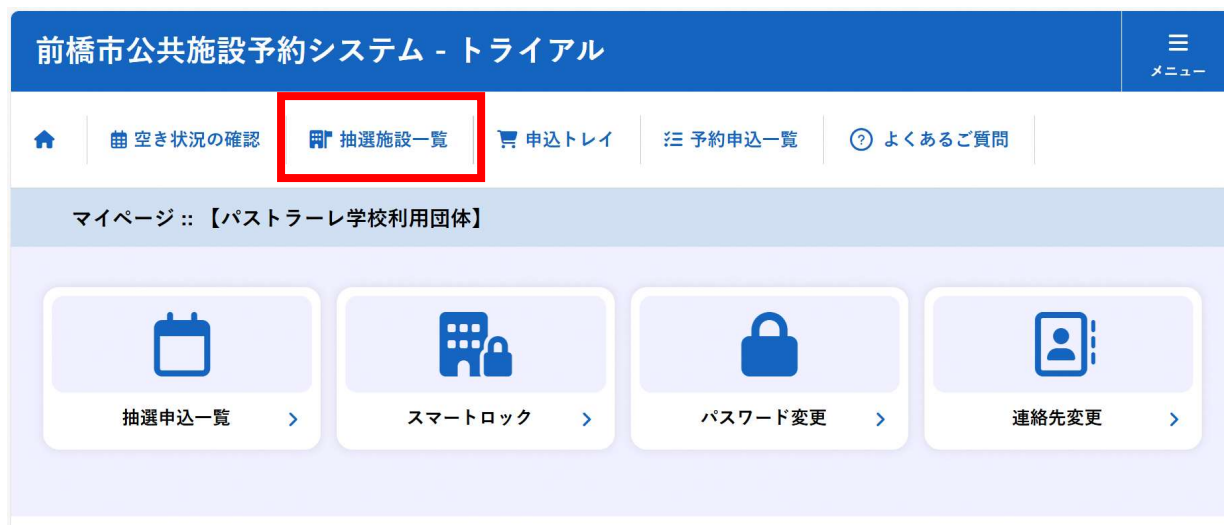 前橋市公共施設予約システム - トライアル
メニュー
空き状況の確認
抽選施設一覧
申込トレイ
予約申込一覧
よくあるご質問
マイページ :: 【パストラーレ学校利用団体】
抽選申込一覧
スマートロック
パスワード変更
連絡先変更